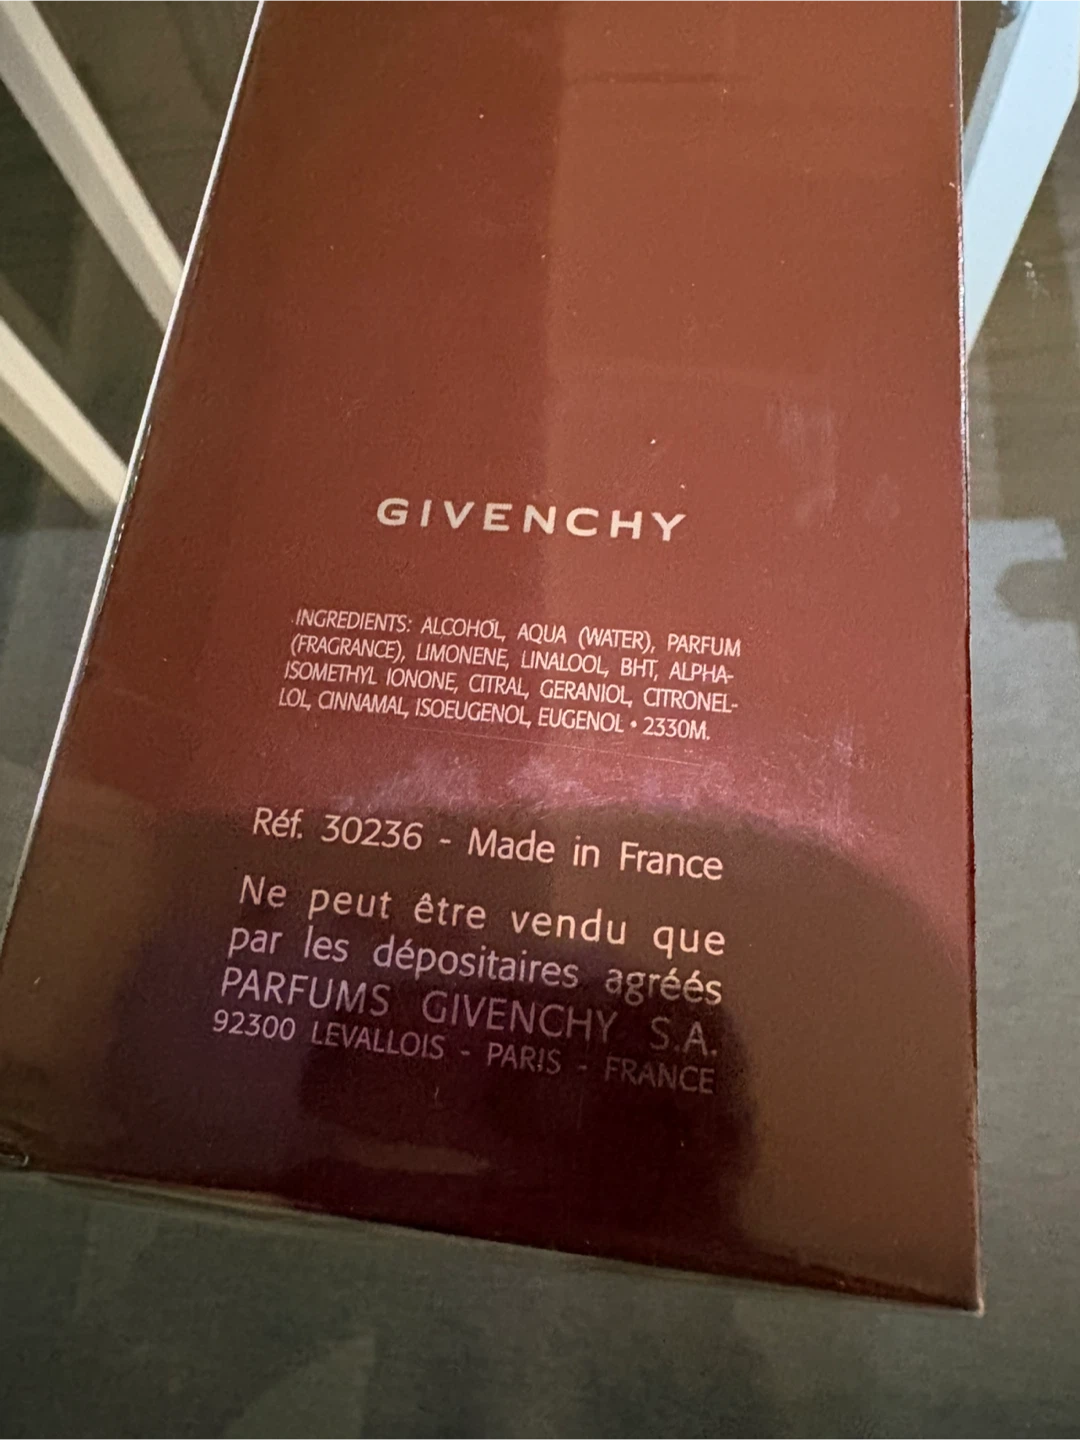 GIVENCHY
INGREDIENTS: ALCOHOL, AQUA (WATER), PARFUM
(FRAGRANCE), LIMONENE, LINALOOL, BHT, ALPHA-
ISOMETHYL IONONE, CITRAL, GERANIOL, CITRONEL-
LOL, CINNAMAL, ISOEUGENOL, EUGENOL • 2330M.
Réf. 30236 - Made in France
Ne peut être vendu que
par les dépositaires agréés
PARFUMS GIVENCHY S.A.
92300 LEVALLOIS - PARIS - FRANCE